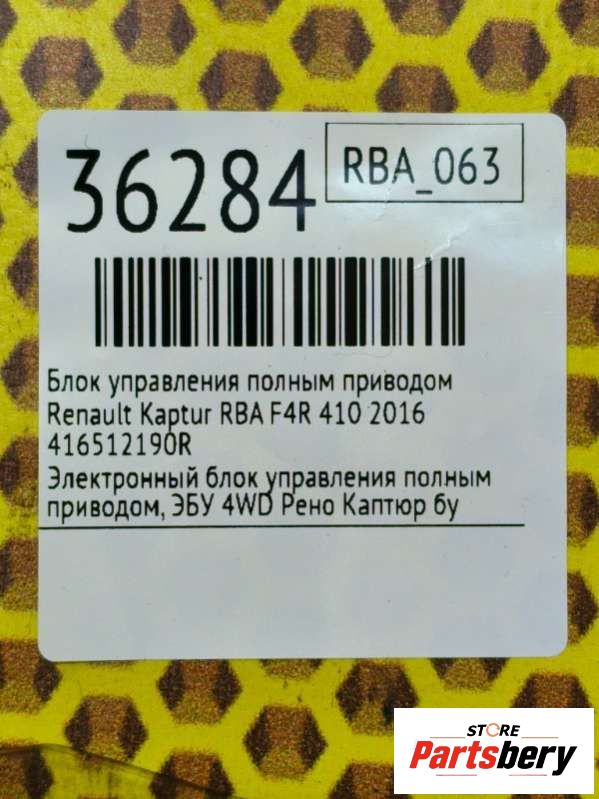 36284
RBA_063
Блок управления полным приводом
Renault Kaptur RBA F4R 410 2016
416512190R
Электронный блок управления полным
приводом, ЭБУ 4WD Рено Каптюр бу
STORE
Partsbery